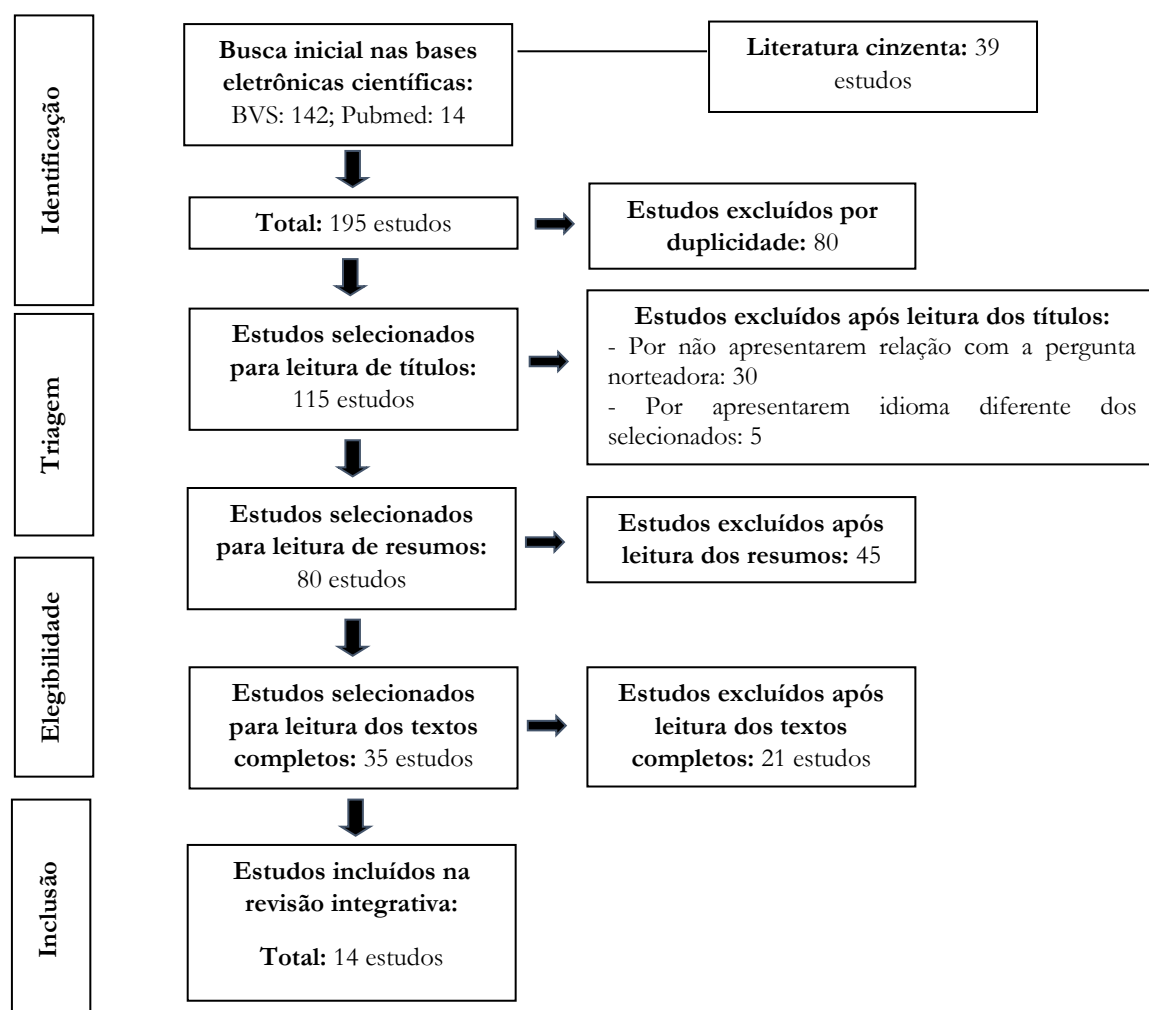 Identificação
Busca inicial nas bases
eletrônicas científicas:
BVS: 142; Pubmed: 14
Literatura cinzenta: 39
estudos
Total: 195 estudos
Estudos excluídos por
duplicidade: 80
Triagem
Estudos selecionados
para leitura de títulos:
115 estudos
Estudos excluídos após leitura dos títulos:
- Por não apresentarem relação com a pergunta
norteadora: 30
- Por apresentarem idioma diferente dos
selecionados: 5
Estudos selecionados
para leitura de resumos:
80 estudos
Estudos excluídos após
leitura dos resumos: 45
Elegibilidade
Estudos selecionados
para leitura dos textos
completos: 35 estudos
Estudos excluídos após
leitura dos textos
completos: 21 estudos
Inclusão
Estudos incluídos na
revisão integrativa:
Total: 14 estudos